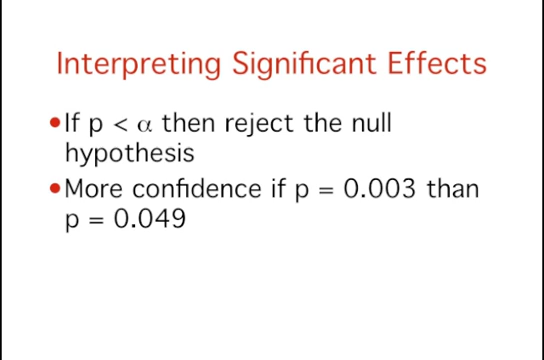 Interpreting Significant Effects
•If p < α then reject the null
hypothesis
•More confidence if p = 0.003 than
p = 0.049